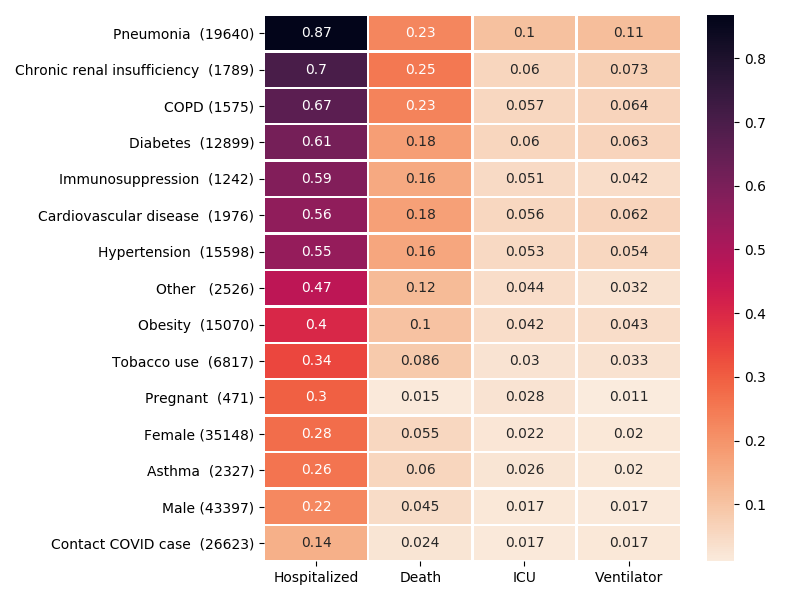 Pneumonia (19640) 0.87 0.23 0.1 0.11
Chronic renal insufficiency (1789) 0.7 0.25 0.06 0.073
COPD (1575) 0.67 0.23 0.057 0.064
Diabetes (12899) 0.61 0.18 0.06 0.063
Immunosuppression (1242) 0.59 0.16 0.051 0.042
Cardiovascular disease (1976) 0.56 0.18 0.056 0.062
Hypertension (15598) 0.55 0.16 0.053 0.054
Other (2526) 0.47 0.12 0.044 0.032
Obesity (15070) 0.4 0.1 0.042 0.043
Tobacco use (6817) 0.34 0.086 0.03 0.033
Pregnant (471) 0.3 0.015 0.028 0.011
Female (35148) 0.28 0.055 0.022 0.02
Asthma (2327) 0.26 0.06 0.026 0.02
Male (43397) 0.22 0.045 0.017 0.017
Contact COVID case (26623) 0.14 0.024 0.017 0.017
Hospitalized Death ICU Ventilator
0.8
0.7
0.6
0.5
0.4
0.3
0.2
0.1